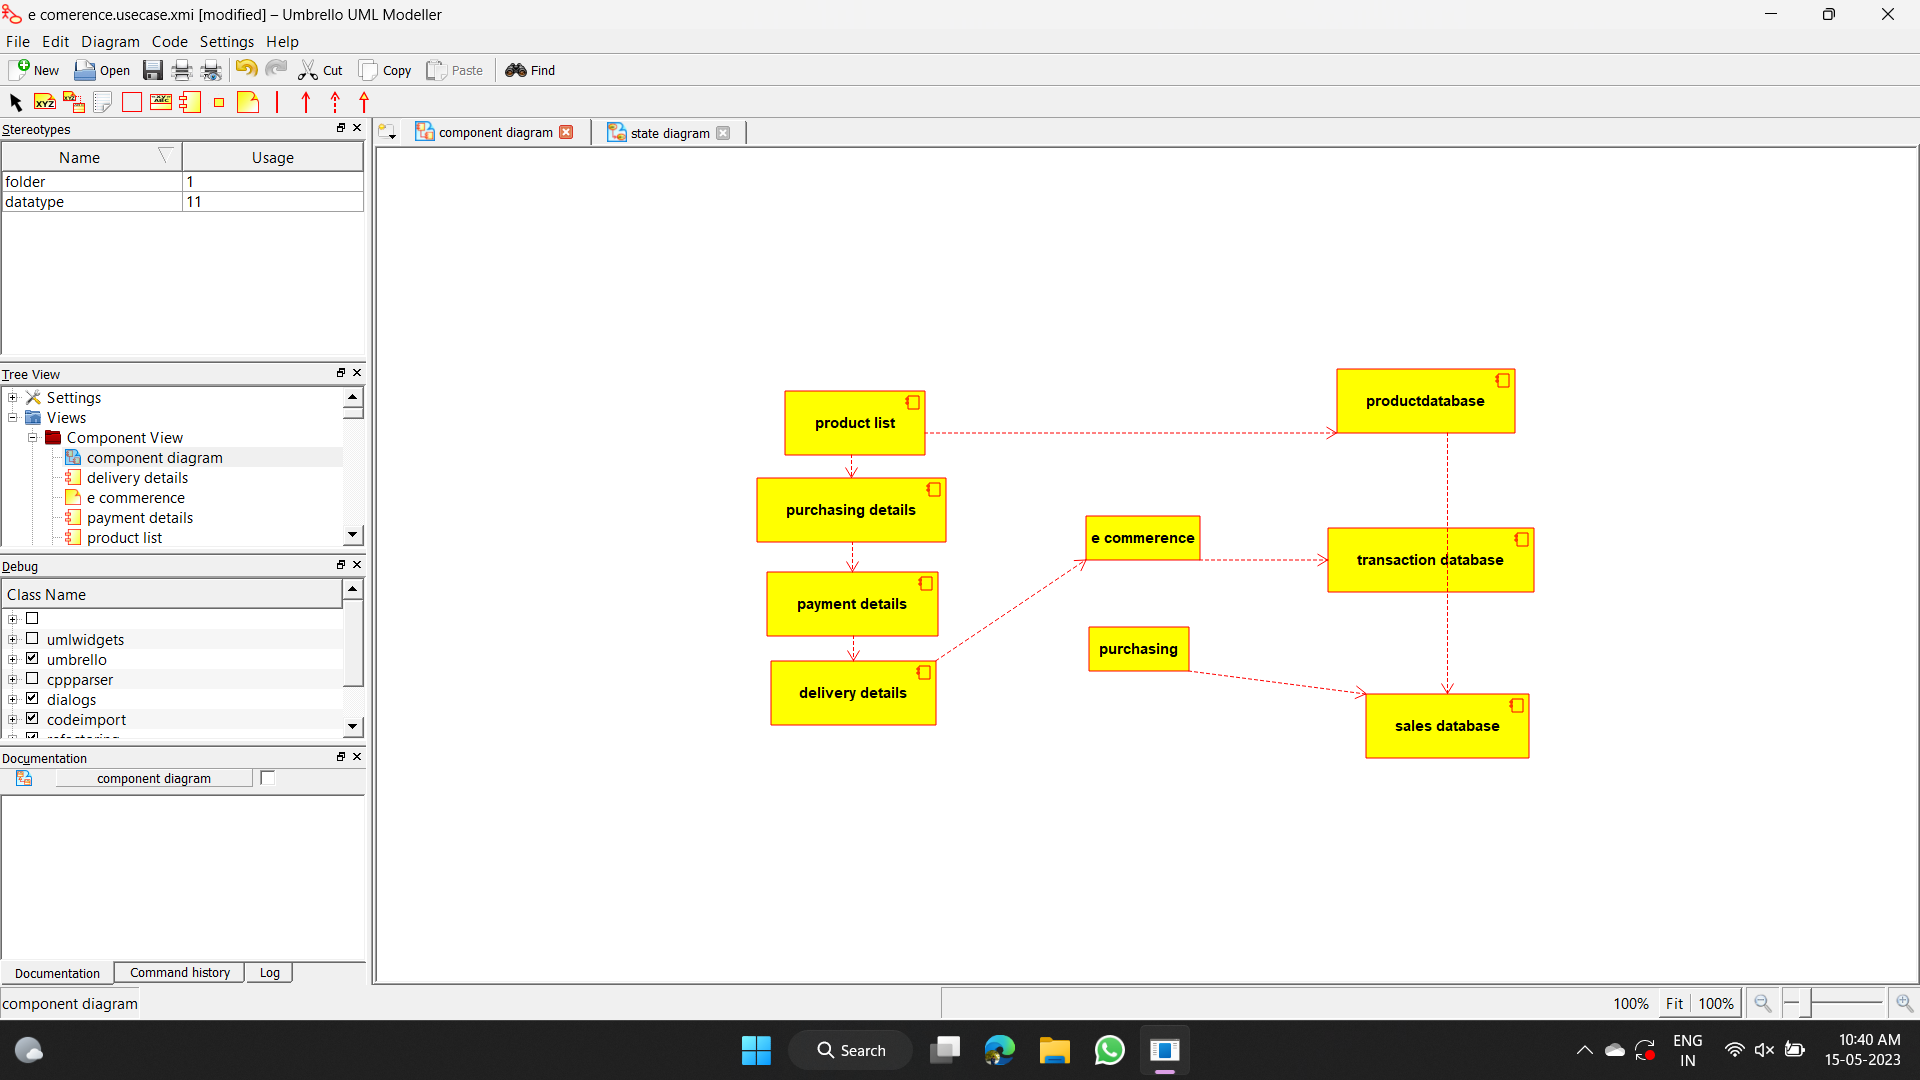 e comerence.usecase.xmi [modified] – Umbrello UML Modeller
File Edit Diagram Code Settings Help
New Open Cut Copy Paste Find
XYZ XYZ ABC
Stereotypes
component diagram state diagram
Name Usage
folder 1
datatype 11
Tree View
Settings
Views
Component View
component diagram
delivery details
e commerence
payment details
product list
Debug
Class Name
umlwidgets
umbrello
cppparser
dialogs
codeimport
refactoring
Documentation
component diagram
Documentation Command history Log
product list
productdatabase
purchasing details
e commerence
transaction database
payment details
purchasing
delivery details
sales database
component diagram
100% Fit 100%
Search
ENG
IN
10:40 AM
15-05-2023